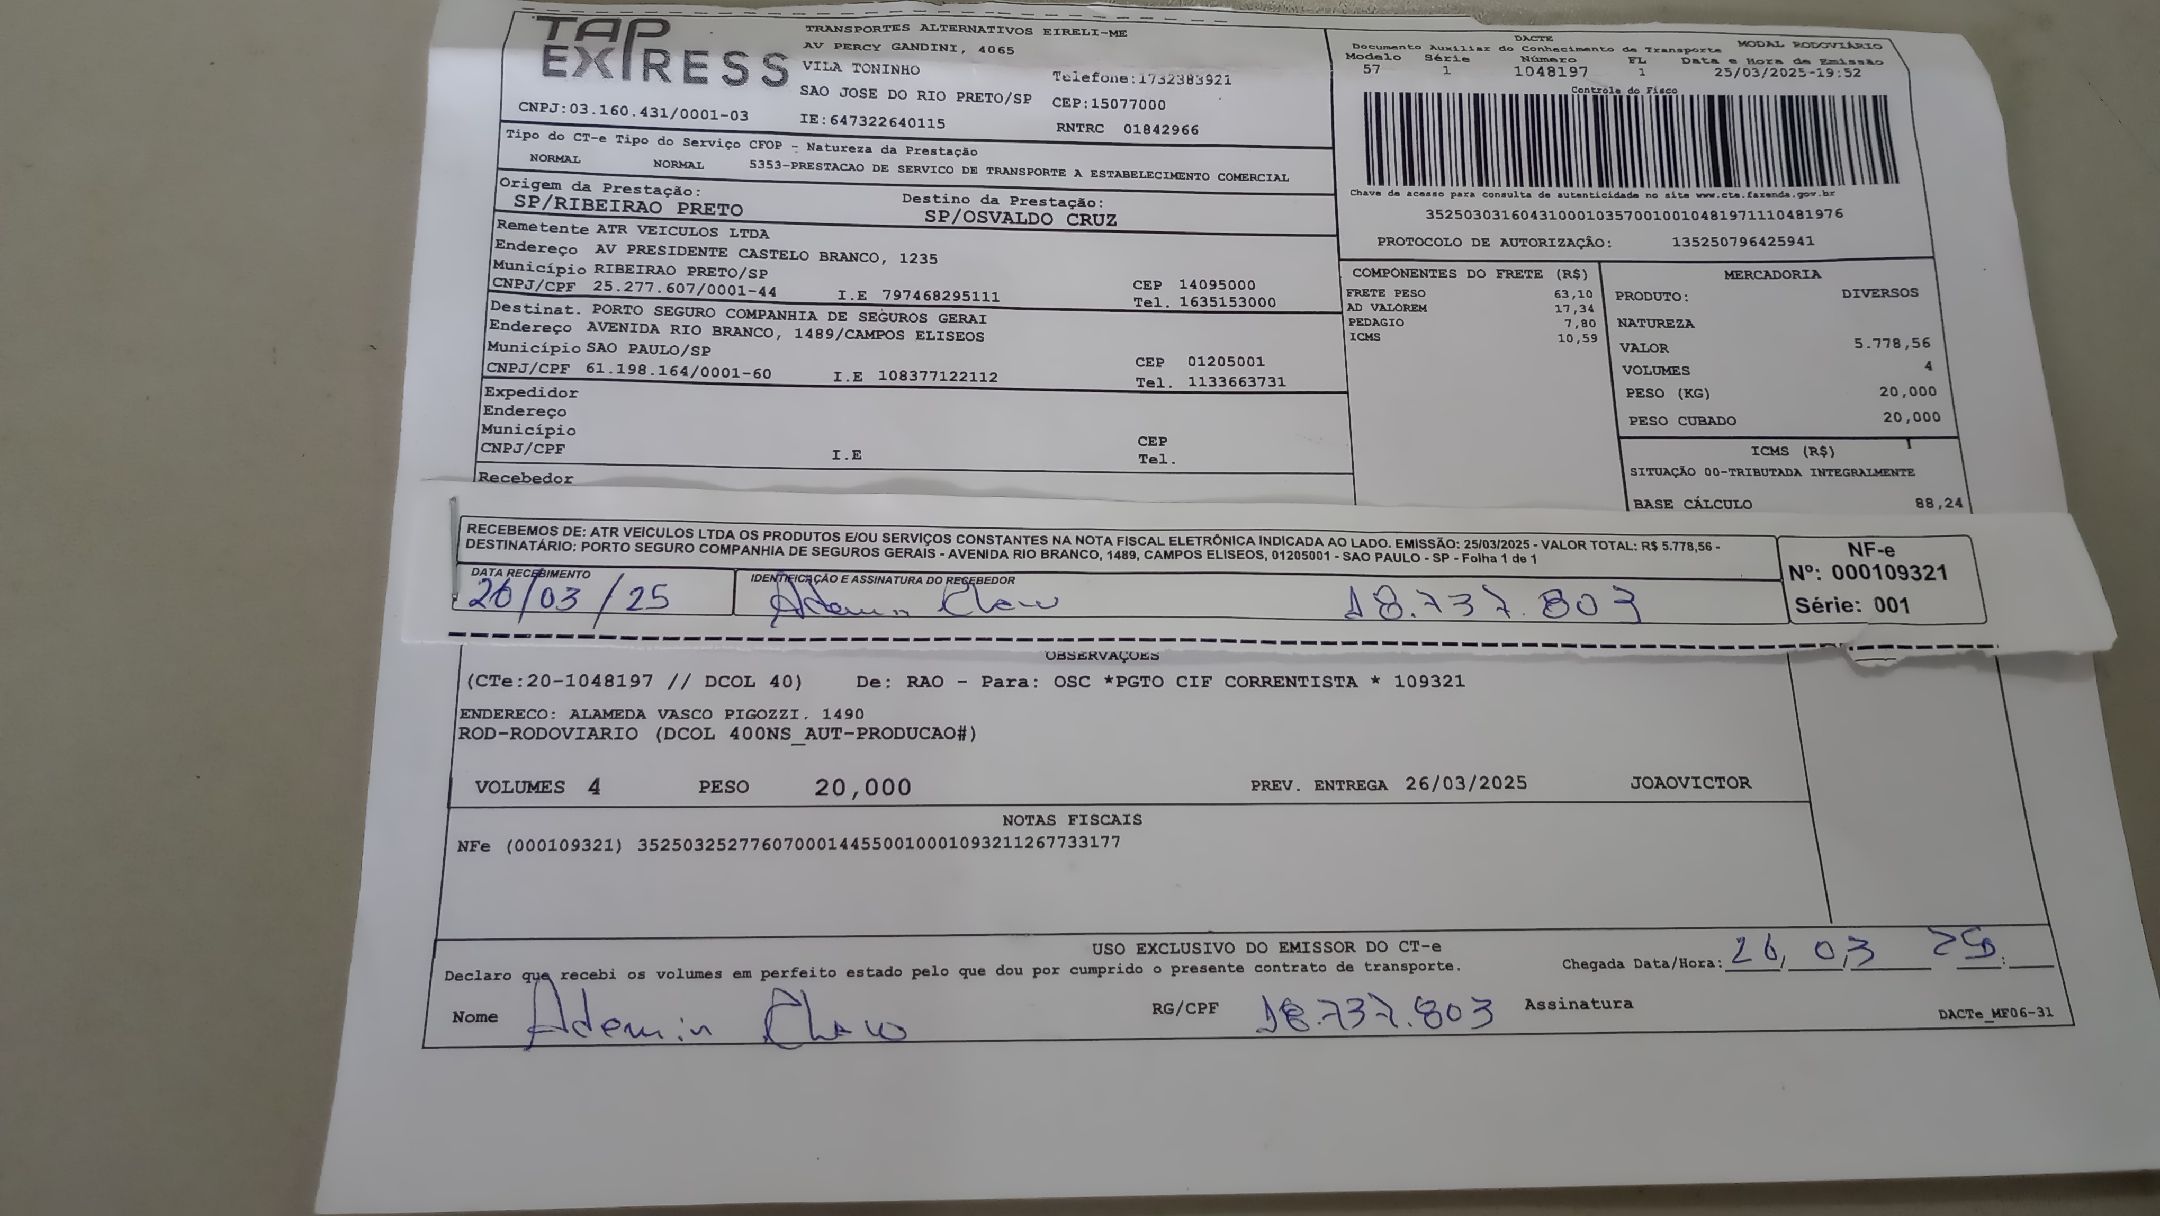 TAP EXPRESS
TRANSPORTES ALTERNATIVOS EIRELI-ME
AV PERCY GANDINI, 4065
VILA TONINHO Telefone:1732383921
SAO JOSE DO RIO PRETO/SP CEP:15077000
CNPJ:03.160.431/0001-03 IE:647322640115 RNTRC 01842966
DACTE
Documento Auxiliar do Conhecimento de Transporte MODAL RODOVIÁRIO
Modelo Série Número FL Data e Hora de Emissão
57 1 1048197 1 25/03/2025-19:52
Controle do Fisco
Chave de acesso para consulta de autenticidade no site www.cte.fazenda.gov.br
35250303160431000103570010010481971110481976
PROTOCOLO DE AUTORIZAÇÃO: 135250796425941
Tipo do CT-e Tipo do Serviço CFOP - Natureza da Prestação
NORMAL NORMAL 5353-PRESTACAO DE SERVICO DE TRANSPORTE A ESTABELECIMENTO COMERCIAL
Origem da Prestação: Destino da Prestação:
SP/RIBEIRAO PRETO SP/OSVALDO CRUZ
Remetente ATR VEICULOS LTDA
Endereço AV PRESIDENTE CASTELO BRANCO, 1235
Município RIBEIRAO PRETO/SP CEP 14095000
CNPJ/CPF 25.277.607/0001-44 I.E 797468295111 Tel. 1635153000
Destinat. PORTO SEGURO COMPANHIA DE SEGUROS GERAI
Endereço AVENIDA RIO BRANCO, 1489/CAMPOS ELISEOS
Município SAO PAULO/SP CEP 01205001
CNPJ/CPF 61.198.164/0001-60 I.E 108377122112 Tel. 1133663731
Expedidor
Endereço
Município CEP
CNPJ/CPF I.E Tel.
Recebedor
COMPONENTES DO FRETE (R$)
FRETE PESO 63,10
AD VALOREM 17,34
PEDAGIO 7,80
ICMS 10,59
MERCADORIA
PRODUTO: DIVERSOS
NATUREZA
VALOR 5.778,56
VOLUMES 4
PESO (KG) 20,000
PESO CUBADO 20,000
ICMS (R$)
SITUAÇÃO 00-TRIBUTADA INTEGRALMENTE
BASE CÁLCULO 88,24
RECEBEMOS DE: ATR VEICULOS LTDA OS PRODUTOS E/OU SERVIÇOS CONSTANTES NA NOTA FISCAL ELETRÔNICA INDICADA AO LADO. EMISSÃO: 25/03/2025 - VALOR TOTAL: R$ 5.778,56 -
DESTINATÁRIO: PORTO SEGURO COMPANHIA DE SEGUROS GERAIS - AVENIDA RIO BRANCO, 1489, CAMPOS ELISEOS, 01205001 - SAO PAULO - SP - Folha 1 de 1
DATA RECEBIMENTO IDENTIFICAÇÃO E ASSINATURA DO RECEBEDOR
26/03/25 18.737.803
NF-e
Nº: 000109321
Série: 001
OBSERVAÇÕES
(CTe:20-1048197 // DCOL 40) De: RAO - Para: OSC *PGTO CIF CORRENTISTA * 109321
ENDERECO: ALAMEDA VASCO PIGOZZI, 1490
ROD-RODOVIARIO (DCOL 400NS_AUT-PRODUCAO#)
VOLUMES 4 PESO 20,000 PREV. ENTREGA 26/03/2025 JOAOVICTOR
NOTAS FISCAIS
NFe (000109321) 35250325277607000144550010001093211267733177
USO EXCLUSIVO DO EMISSOR DO CT-e
Declaro que recebi os volumes em perfeito estado pelo que dou por cumprido o presente contrato de transporte. Chegada Data/Hora: 26, 03 25
Nome Ademin RG/CPF 18.737.803 Assinatura
DACTe_MF06-31